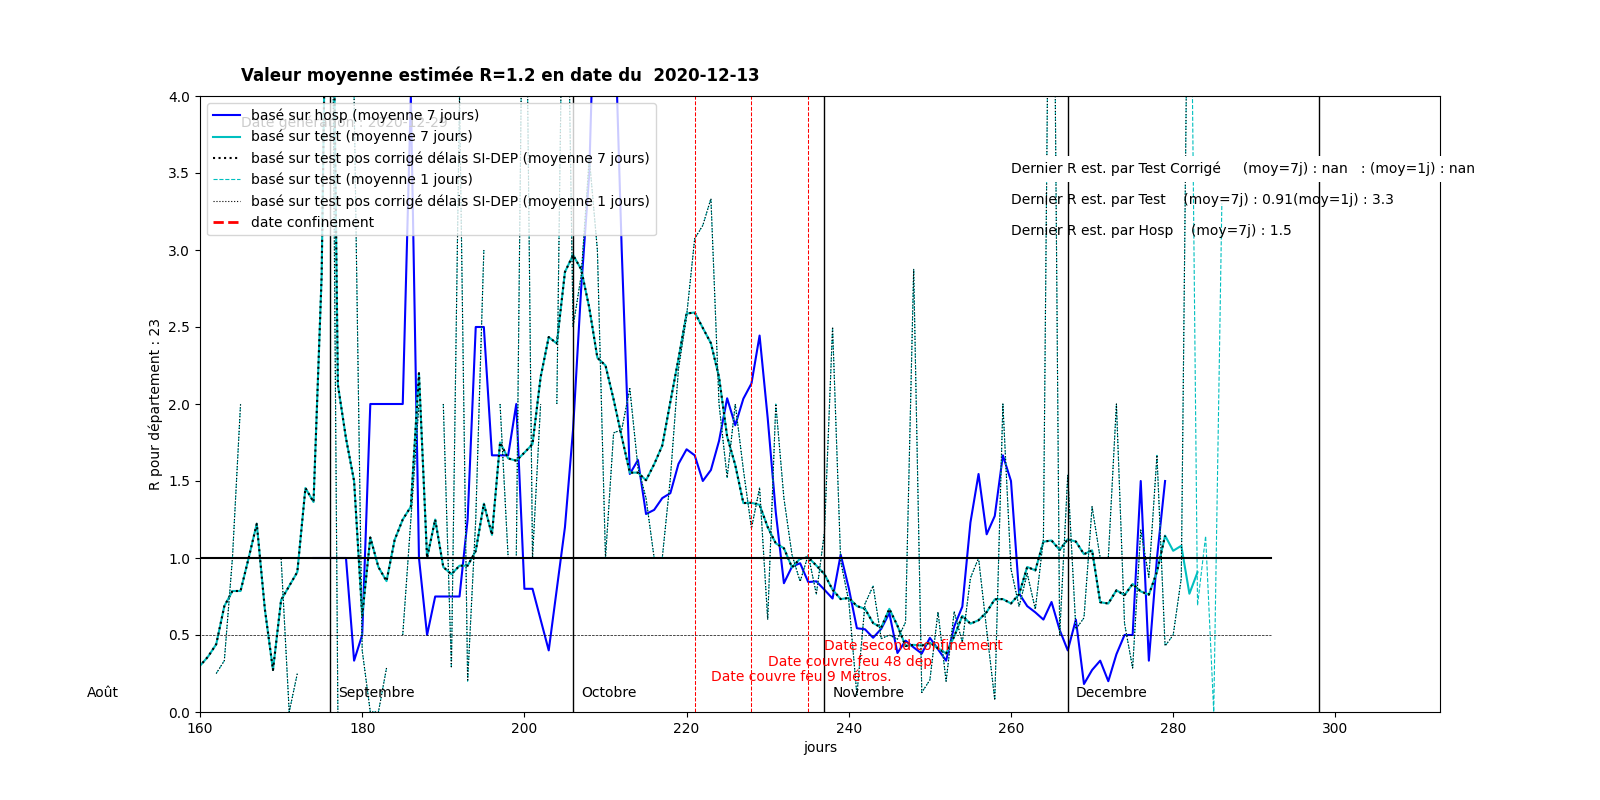 Valeur moyenne estimée R=1.2 en date du  2020-12-13
Date génération : 2020-12-29
basé sur hosp (moyenne 7 jours)
basé sur test (moyenne 7 jours)
basé sur test pos corrigé délais SI-DEP (moyenne 7 jours)
basé sur test (moyenne 1 jours)
basé sur test pos corrigé délais SI-DEP (moyenne 1 jours)
date confinement
Dernier R est. par Test Corrigé     (moy=7j) : nan   : (moy=1j) : nan
Dernier R est. par Test    (moy=7j) : 0.91(moy=1j) : 3.3
Dernier R est. par Hosp    (moy=7j) : 1.5
R pour département : 23
4.0
3.5
3.0
2.5
2.0
1.5
1.0
0.5
0.0
Date second confinement
Date couvre feu 48 dep
Date couvre feu 9 Métros.
Août Septembre Octobre Novembre Decembre
160 180 200 220 240 260 280 300
jours